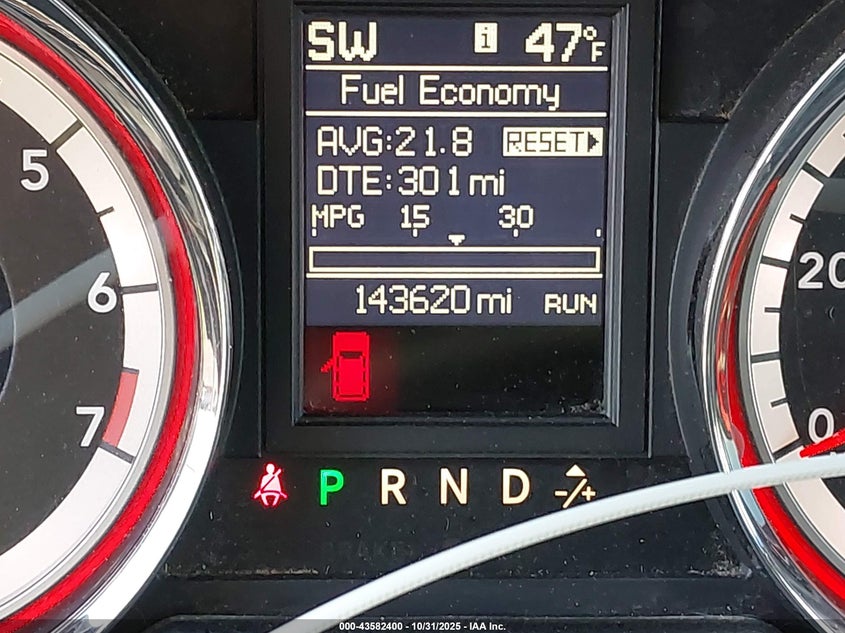 SW i 47°F
Fuel Economy
AVG:21.8 RESET
DTE:301 mi
MPG 15 30
143620 mi RUN
5
6
7
20
0
P R N D -/+
BRAKE
000-43582400 - 10/31/2025 - IAA Inc.